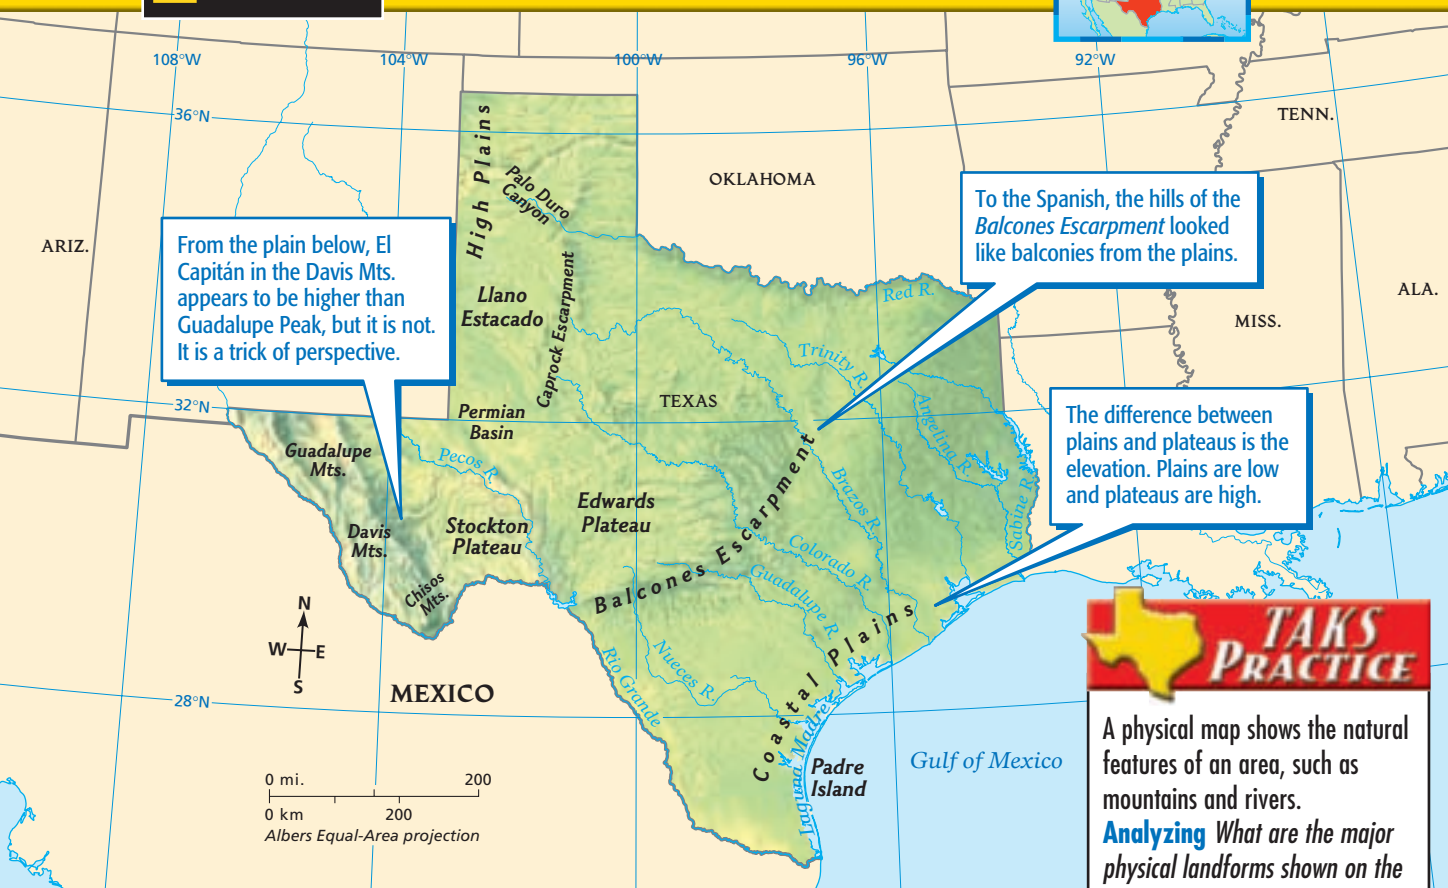 108°W
104°W
100°W
96°W
92°W
36°N
32°N
28°N
TENN.
OKLAHOMA
ARIZ.
ALA.
MISS.
TEXAS
MEXICO
High Plains
Palo Duro
Canyon
Llano
Estacado
Caprock Escarpment
Permian
Basin
Red R.
Trinity R.
Angelina R.
Sabine R.
Brazos R.
Pecos R.
Guadalupe
Mts.
Davis
Mts.
Chisos
Mts.
Stockton
Plateau
Edwards
Plateau
Balcones Escarpment
Colorado R.
Guadalupe R.
Nueces R.
Rio Grande
Coastal Plains
Laguna Madre
Padre
Island
Gulf of Mexico
From the plain below, El
Capitán in the Davis Mts.
appears to be higher than
Guadalupe Peak, but it is not.
It is a trick of perspective.
To the Spanish, the hills of the
Balcones Escarpment looked
like balconies from the plains.
The difference between
plains and plateaus is the
elevation. Plains are low
and plateaus are high.
N
W
E
S
0 mi.
200
0 km
200
Albers Equal-Area projection
TAKS
PRACTICE
A physical map shows the natural
features of an area, such as
mountains and rivers.
Analyzing What are the major
physical landforms shown on the